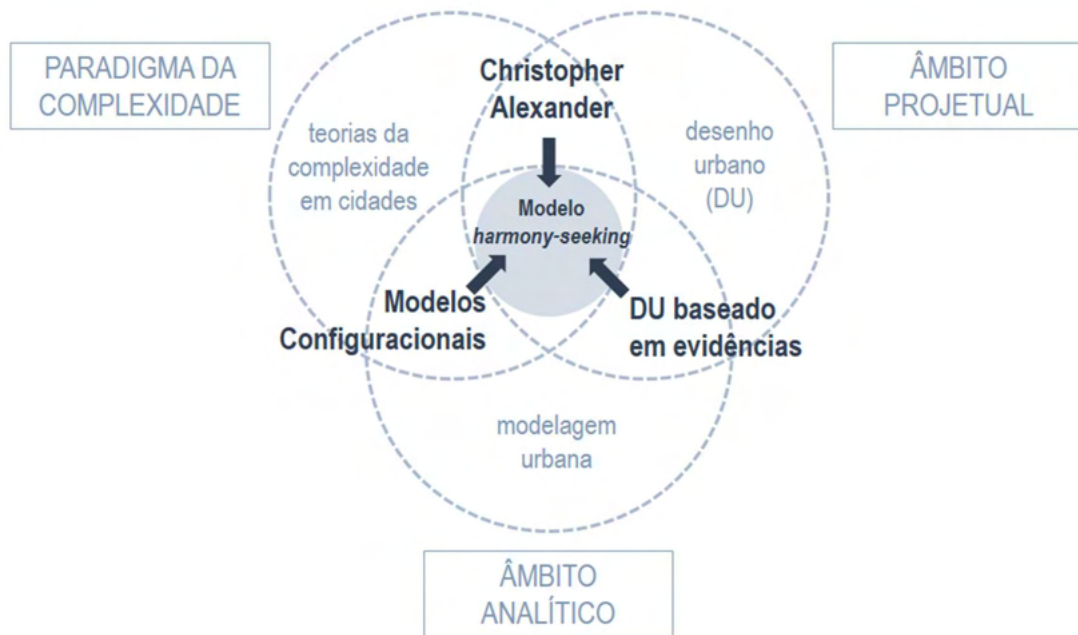 PARADIGMA DA
COMPLEXIDADE
Christopher
Alexander
ÂMBITO
PROJETUAL
teorias da
complexidade
em cidades
desenho
urbano
(DU)
Modelo
harmony-seeking
Modelos
Configuracionais
DU baseado
em evidências
modelagem
urbana
ÂMBITO
ANALÍTICO